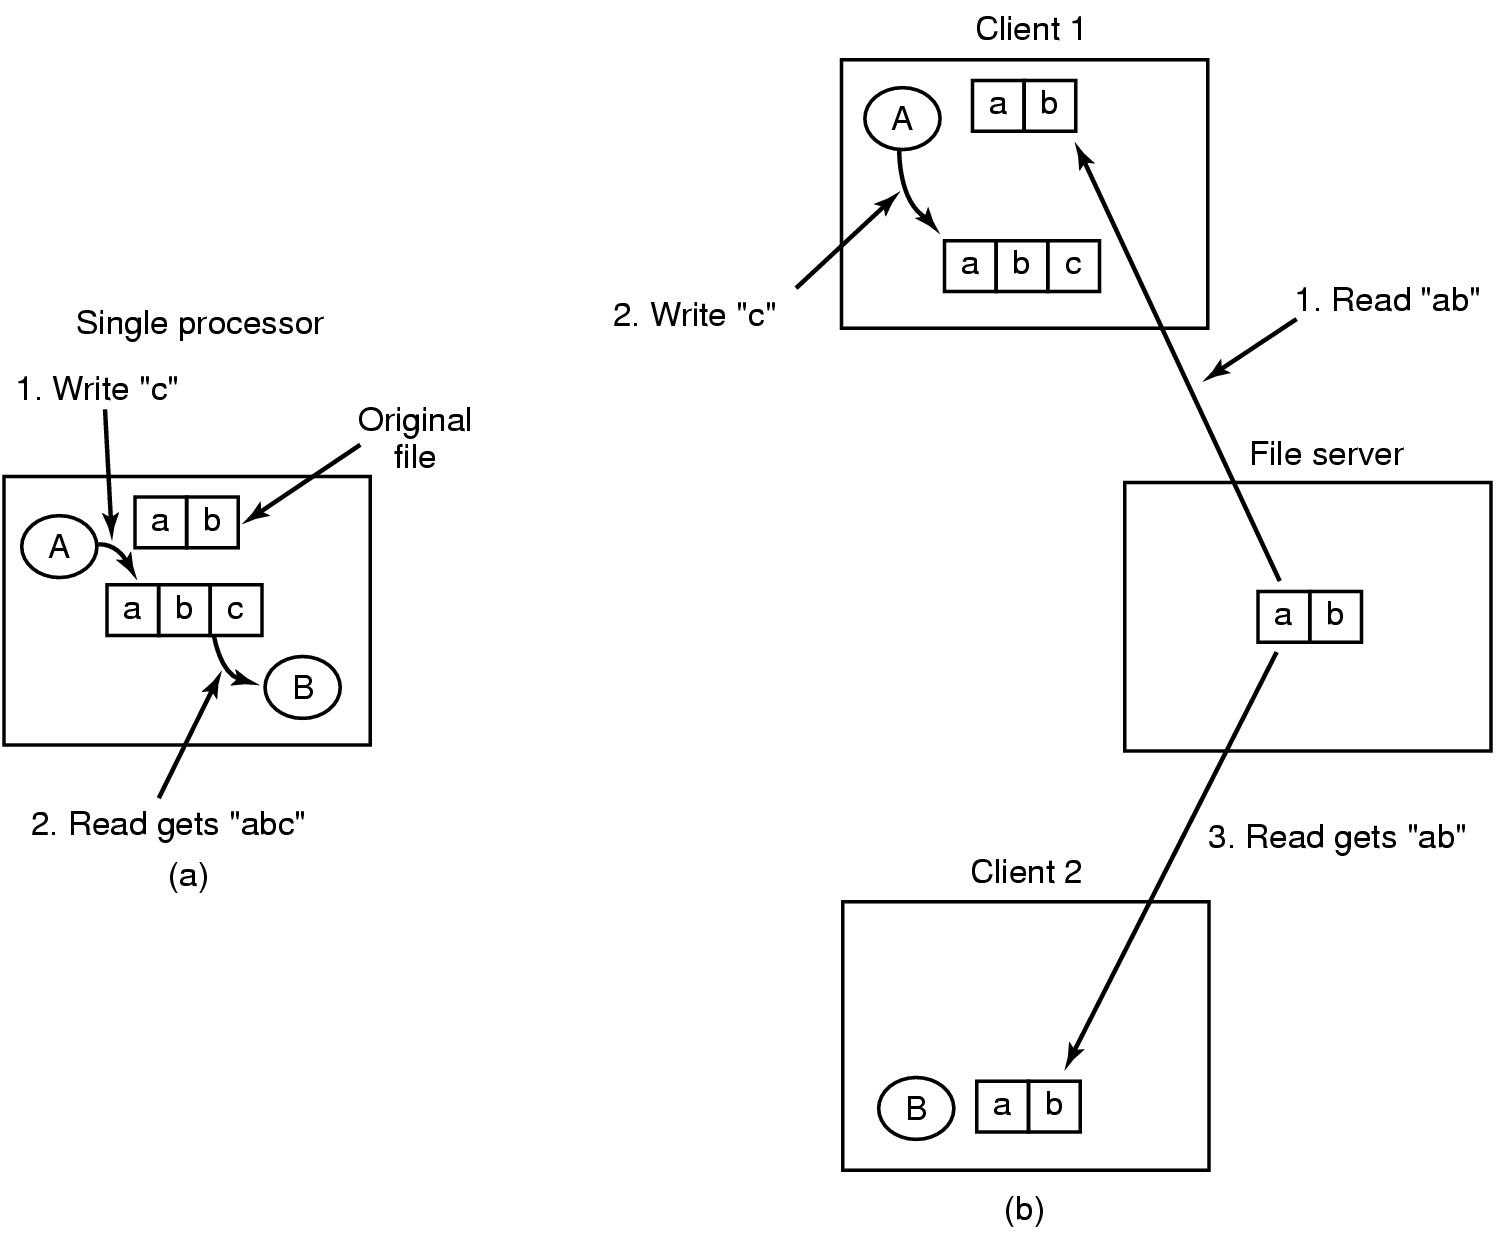 Single processor
1. Write "c"
Original
file
a b
A
a b c
B
2. Read gets "abc"
(a)
Client 1
A
a b
a b c
2. Write "c"
1. Read "ab"
File server
a b
3. Read gets "ab"
Client 2
B
a b
(b)